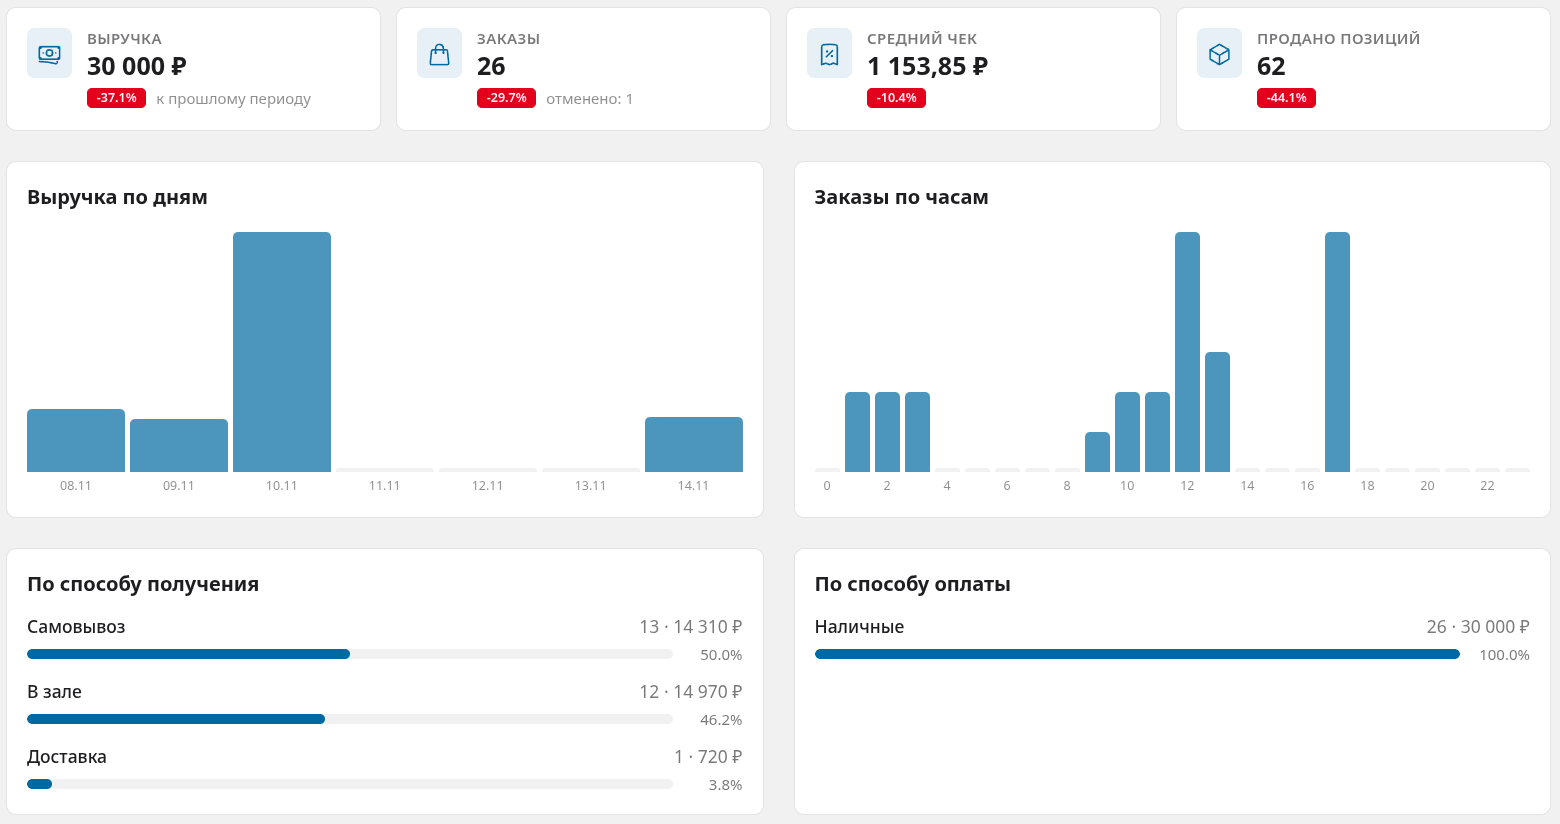 ВЫРУЧКА
30 000 ₽
-37.1% к прошлому периоду
ЗАКАЗЫ
26
-29.7% отменено: 1
СРЕДНИЙ ЧЕК
1 153,85 ₽
-10.4%
ПРОДАНО ПОЗИЦИЙ
62
-44.1%
Выручка по дням
08.11 09.11 10.11 11.11 12.11 13.11 14.11
Заказы по часам
0 2 4 6 8 10 12 14 16 18 20 22
По способу получения
Самовывоз 13 · 14 310 ₽
50.0%
В зале 12 · 14 970 ₽
46.2%
Доставка 1 · 720 ₽
3.8%
По способу оплаты
Наличные 26 · 30 000 ₽
100.0%